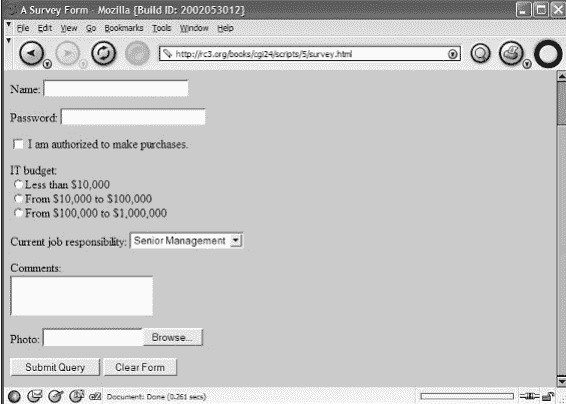 A Survey Form - Mozilla {Build ID: 2002053012}
File Edit View Go Bookmarks Tools Window Help
http://rc3.org/books/cgi24/scripts/5/survey.html
Name:
Password:
I am authorized to make purchases.
IT budget:
Less than $10,000
From $10,000 to $100,000
From $100,000 to $1,000,000
Current job responsibility: Senior Management
Comments:
Photo: Browse...
Submit Query Clear Form
Document: Done (0.261 secs)